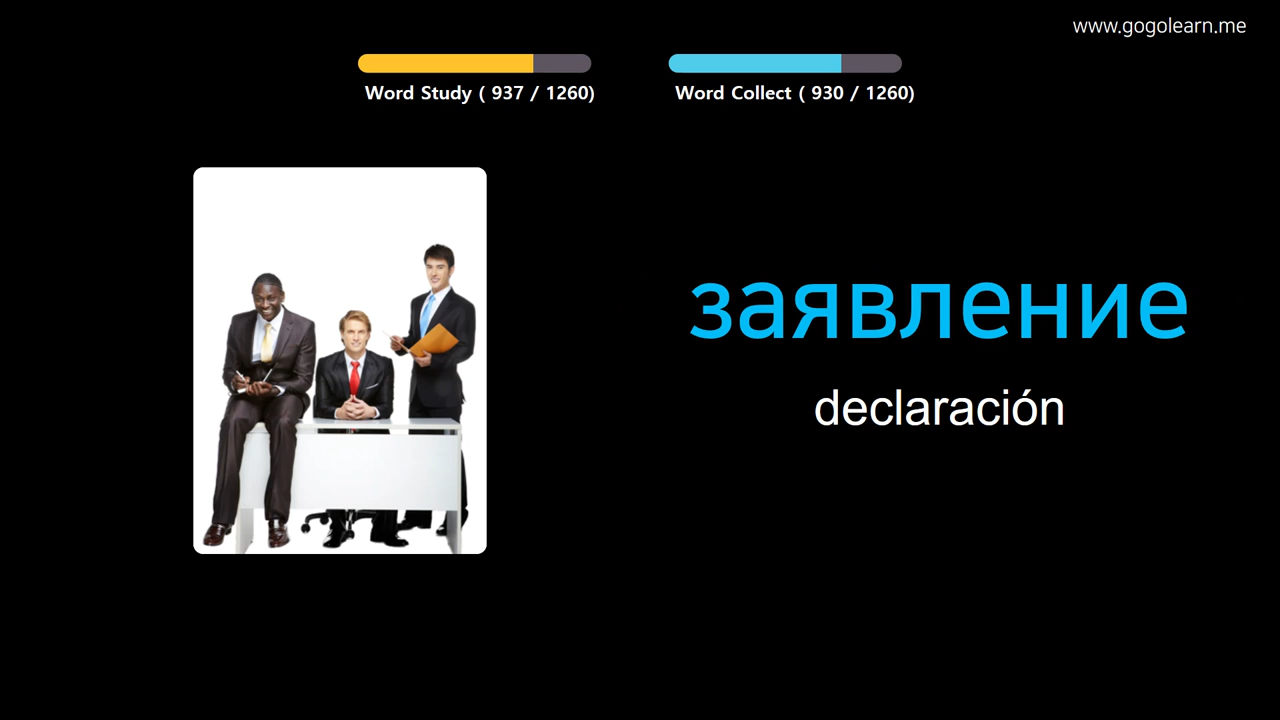 www.gogolearn.me
Word Study ( 937 / 1260)
Word Collect ( 930 / 1260)
заявление
declaración